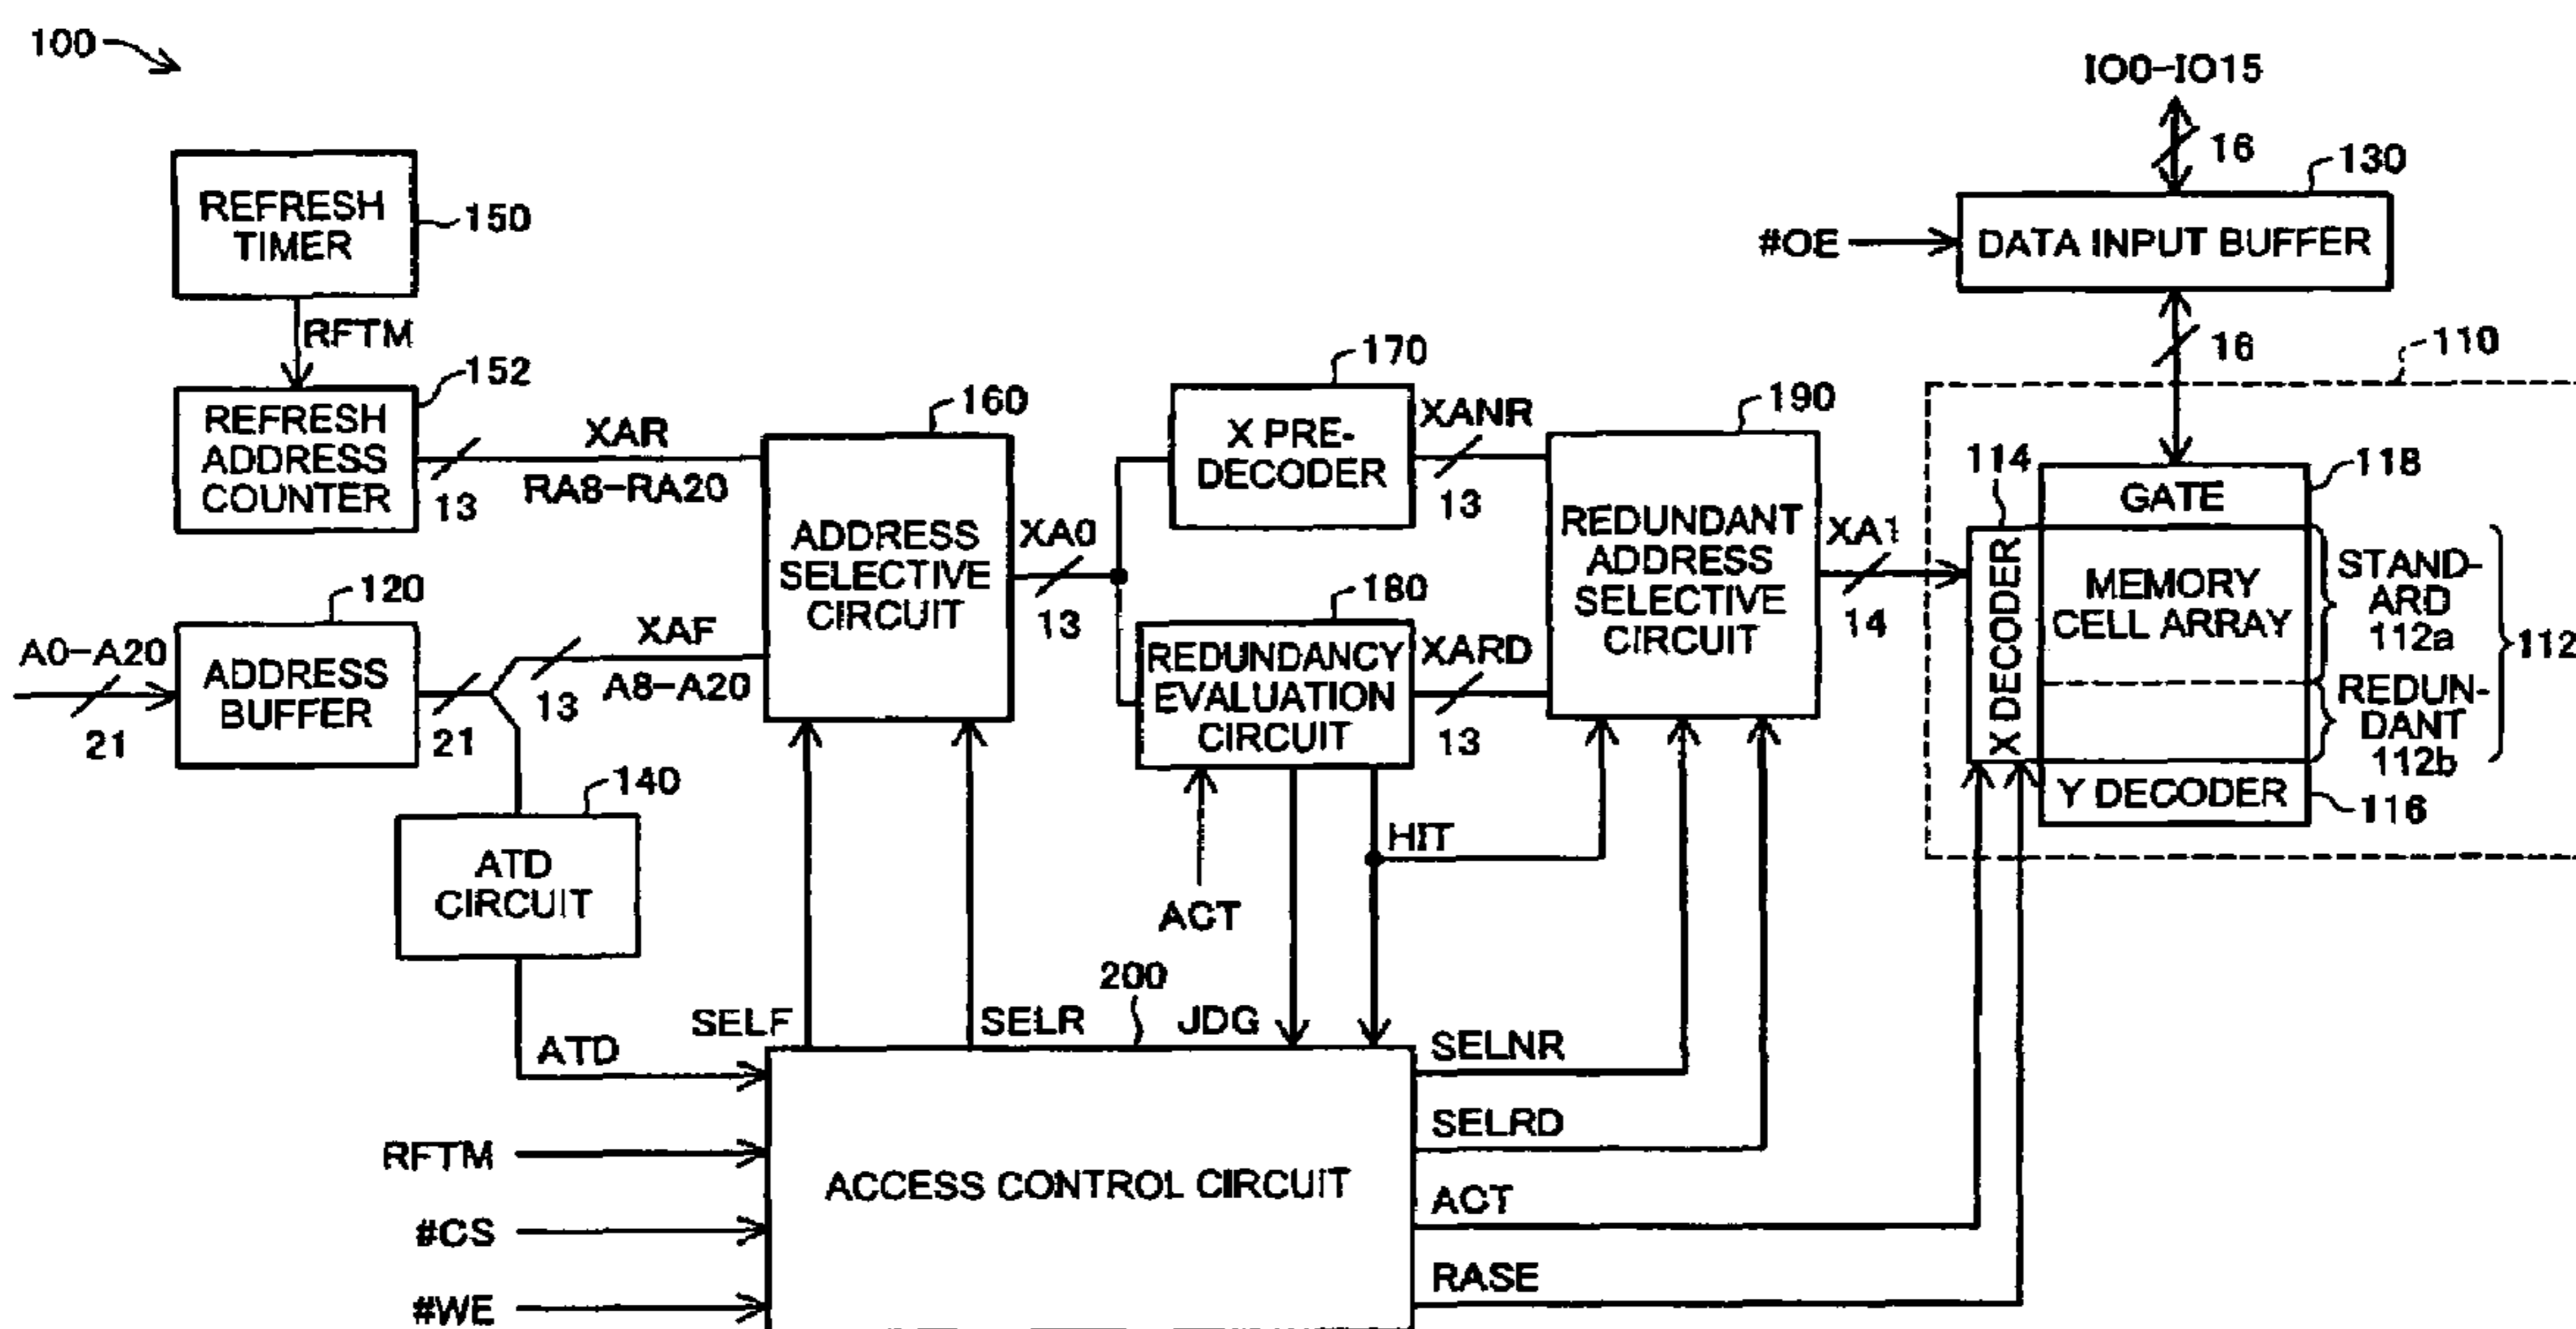 100
IO0-IO15
16
130
#OE
DATA INPUT BUFFER
16
110
REFRESH
TIMER
150
RFTM
152
REFRESH
ADDRESS
COUNTER
13
XAR
RA8-RA20
160
ADDRESS
SELECTIVE
CIRCUIT
XA0
13
170
X PRE-
DECODER
XANR
13
190
REDUNDANT
ADDRESS
SELECTIVE
CIRCUIT
XA1
14
114
X DECODER
118
GATE
MEMORY
CELL ARRAY
STAND-
ARD
112a
112
REDUN-
DANT
112b
Y DECODER
116
A0-A20
21
120
ADDRESS
BUFFER
21
13
XAF
A8-A20
180
REDUNDANCY
EVALUATION
CIRCUIT
XARD
13
140
ATD
CIRCUIT
ATD
ACT
HIT
SELF
SELR
200
JDG
SELNR
SELRD
ACT
RASE
RFTM
#CS
#WE
ACCESS CONTROL CIRCUIT